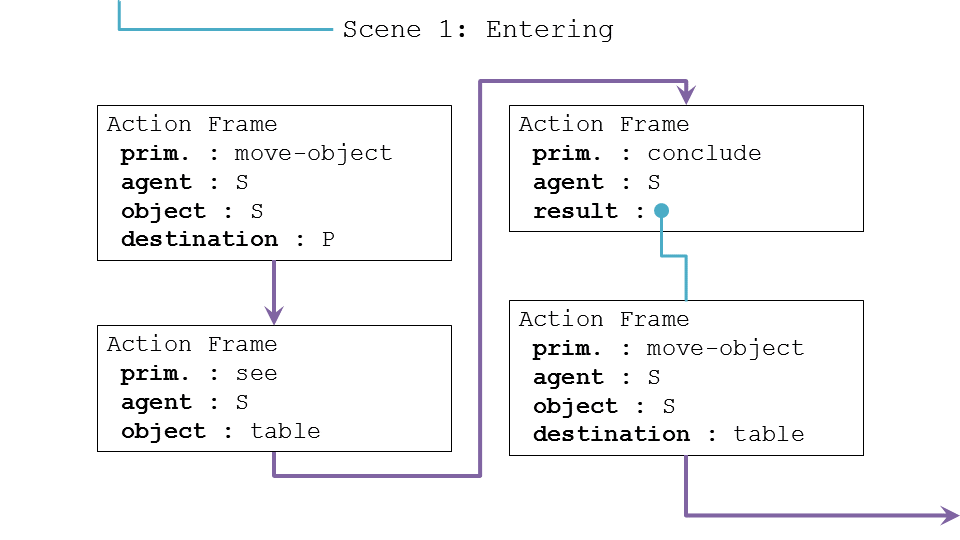 Scene 1: Entering
Action Frame
prim. : move-object
agent : S
object : S
destination : P
Action Frame
prim. : see
agent : S
object : table
Action Frame
prim. : conclude
agent : S
result :
Action Frame
prim. : move-object
agent : S
object : S
destination : table